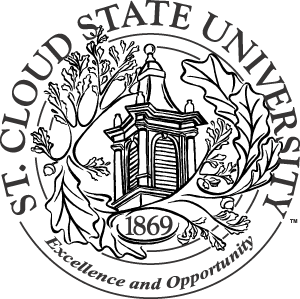 ST. CLOUD STATE UNIVERSITY
1869
Excellence and Opportunity
™